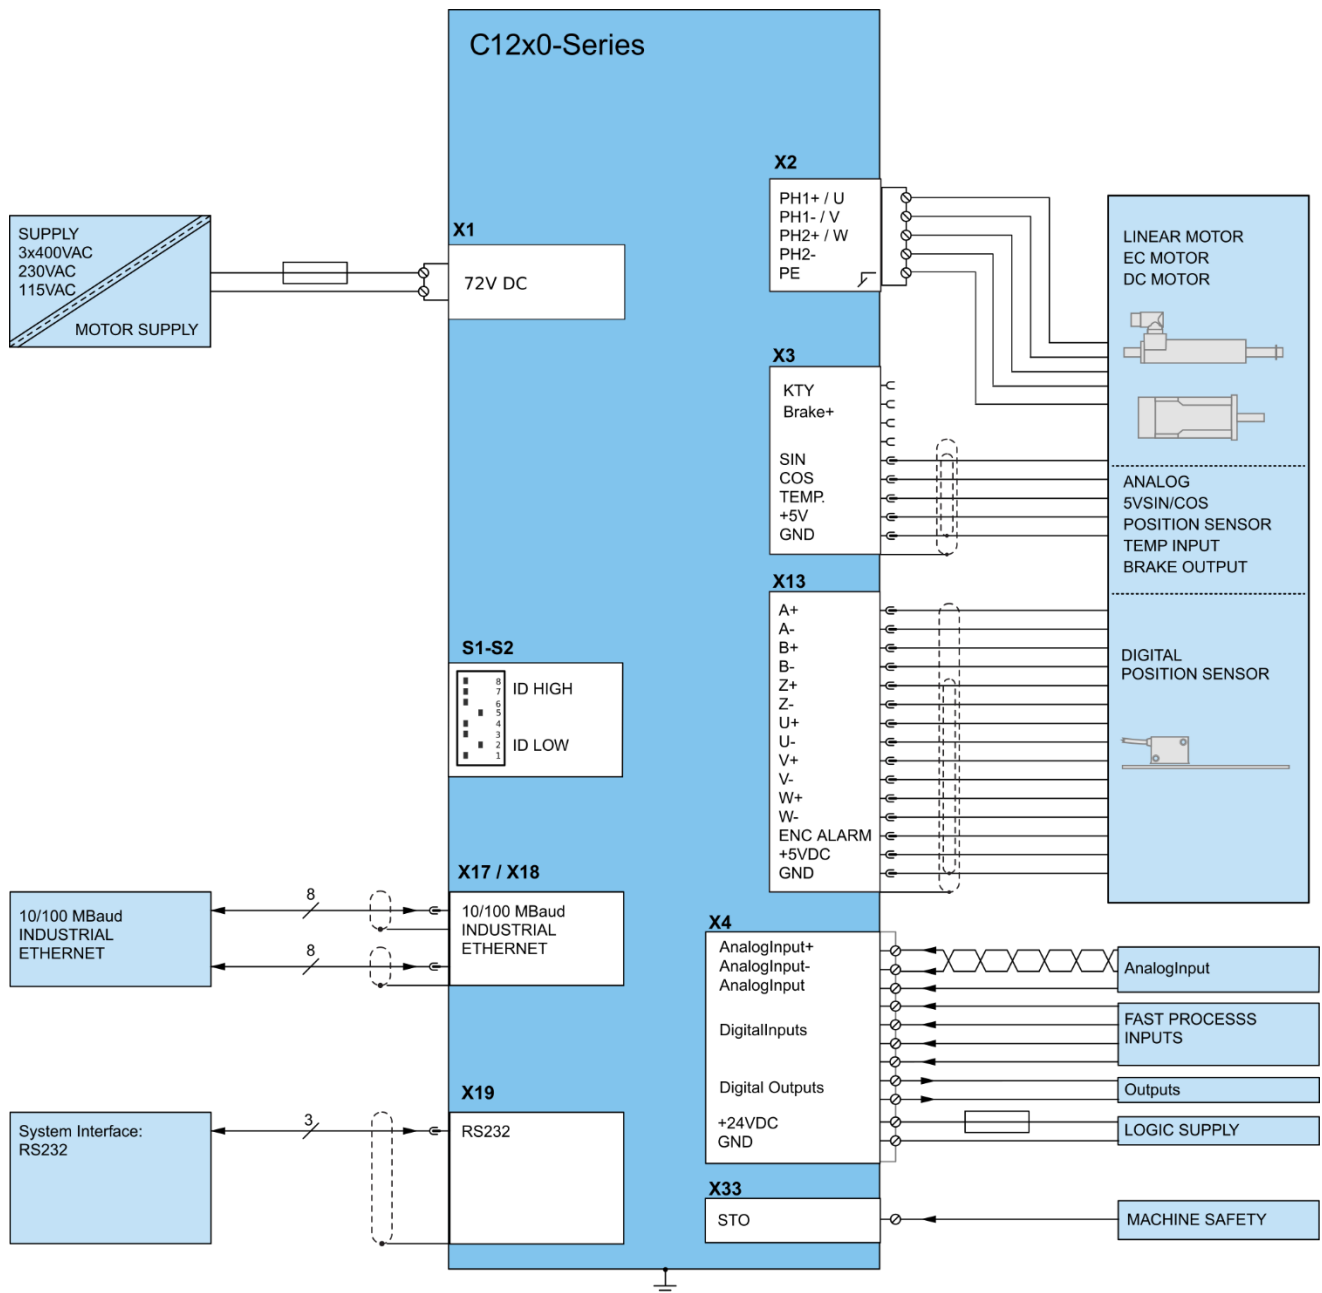 C12x0-Series
X2
PH1+ / U
PH1- / V
PH2+ / W
PH2-
PE
SUPPLY
3x400VAC
230VAC
115VAC
MOTOR SUPPLY
X1
72V DC
LINEAR MOTOR
EC MOTOR
DC MOTOR
X3
KTY
Brake+
SIN
COS
TEMP.
+5V
GND
ANALOG
5VSIN/COS
POSITION SENSOR
TEMP INPUT
BRAKE OUTPUT
X13
A+
A-
B+
B-
Z+
Z-
U+
U-
V+
V-
W+
W-
ENC ALARM
+5VDC
GND
DIGITAL
POSITION SENSOR
S1-S2
8
7
6
5
4
3
2
1
ID HIGH
ID LOW
X17 / X18
10/100 MBaud
INDUSTRIAL
ETHERNET
8
8
10/100 MBaud
INDUSTRIAL
ETHERNET
X4
AnalogInput+
AnalogInput-
AnalogInput
DigitalInputs
Digital Outputs
+24VDC
GND
AnalogInput
FAST PROCESSS
INPUTS
Outputs
LOGIC SUPPLY
X19
RS232
3
System Interface:
RS232
X33
STO
MACHINE SAFETY